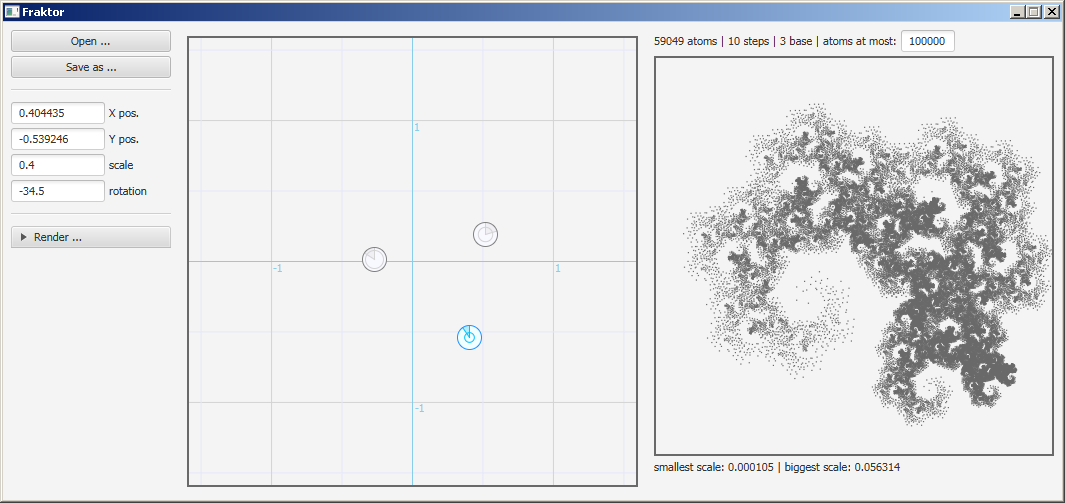 Fraktor
Open ...
Save as ...
0.404435 X pos.
-0.539246 Y pos.
0.4 scale
-34.5 rotation
Render ...
1
-1
1
-1
59049 atoms | 10 steps | 3 base | atoms at most: 100000
smallest scale: 0.000105 | biggest scale: 0.056314